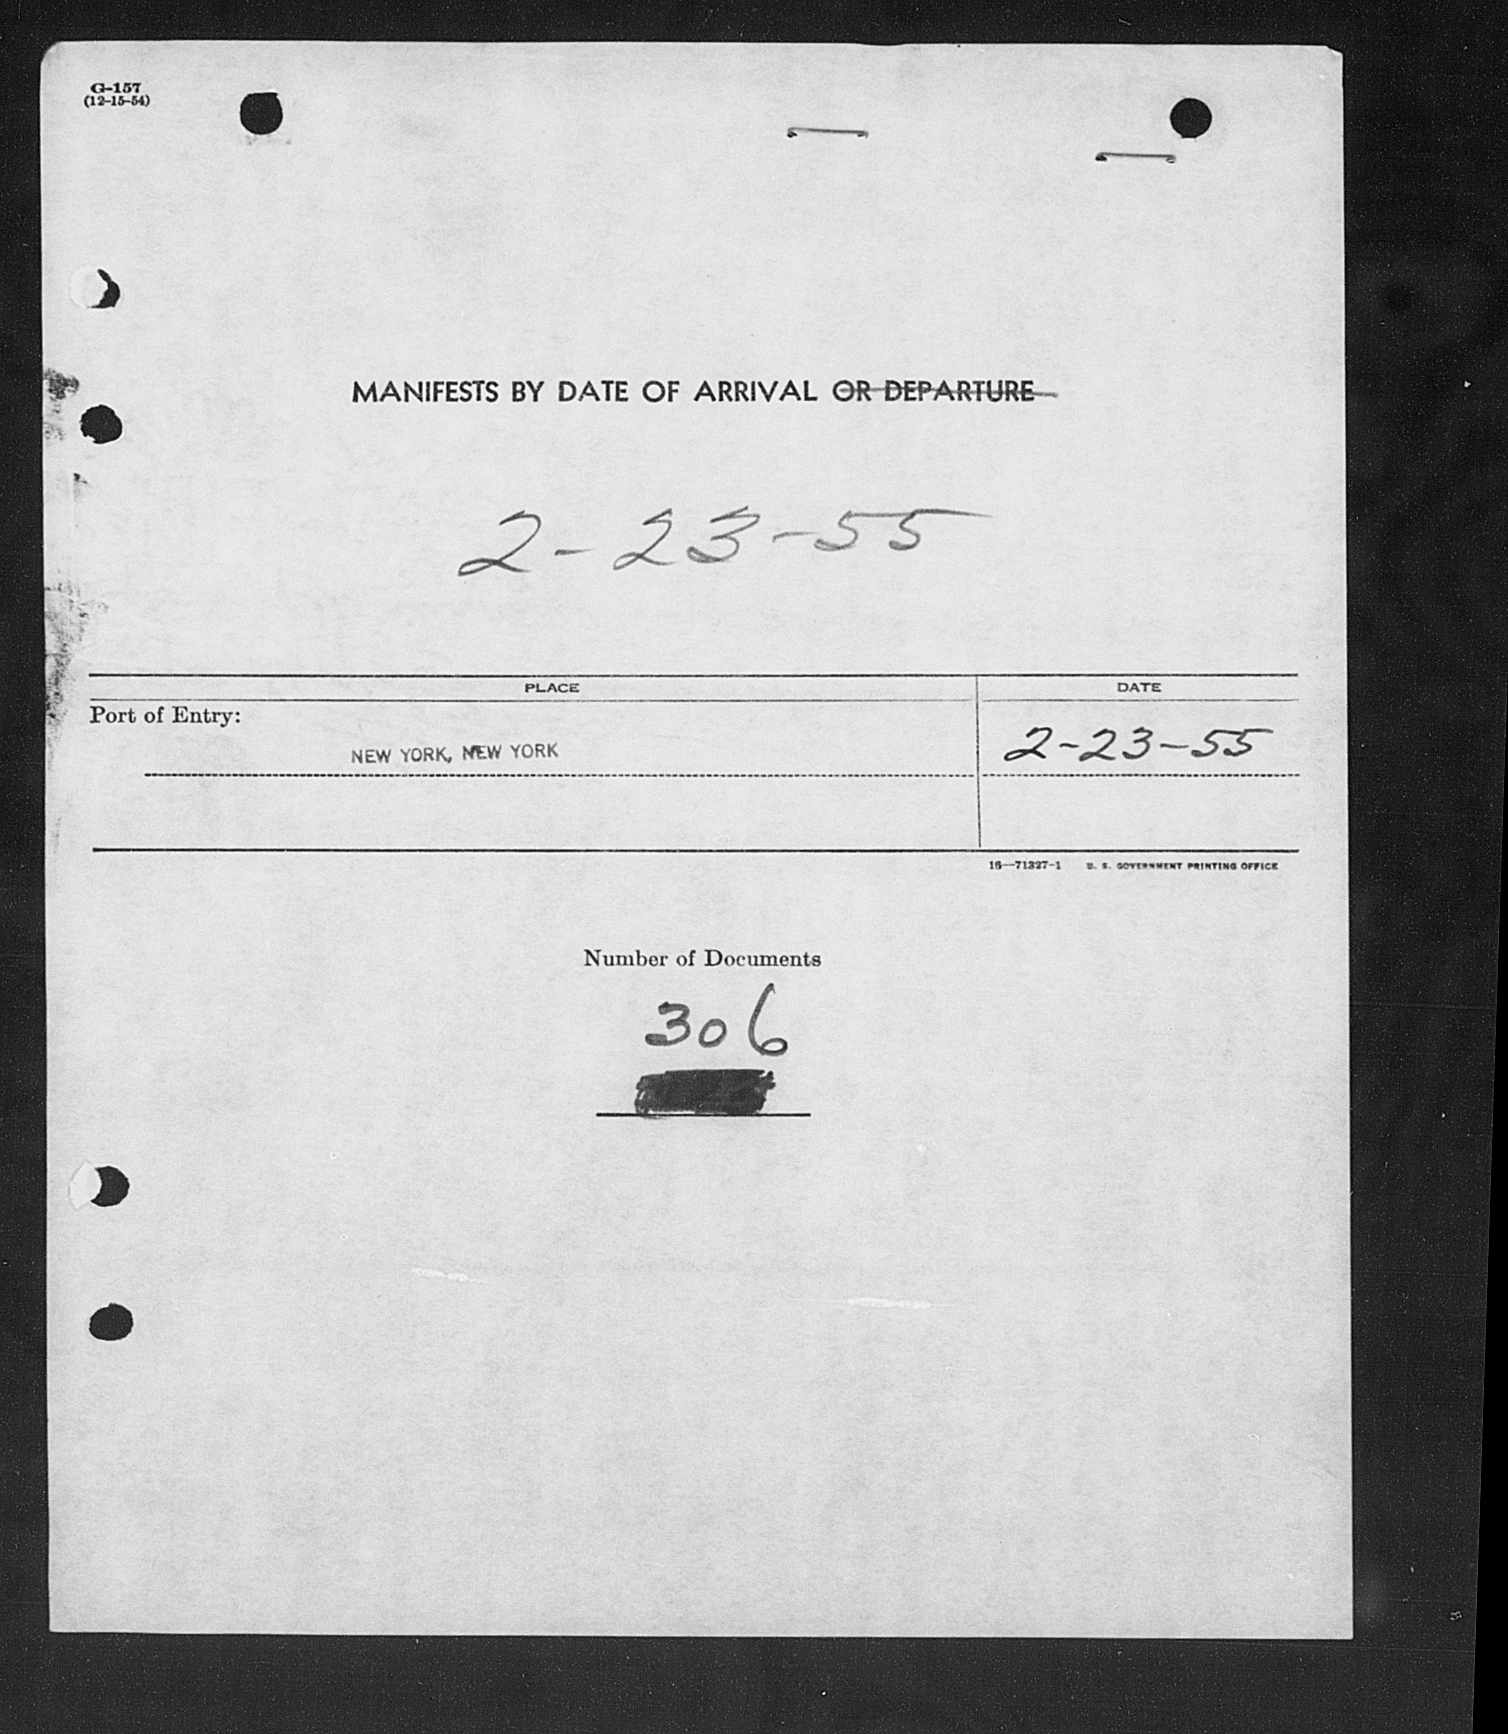 G-157
(12-15-54)
MANIFESTS BY DATE OF ARRIVAL OR DEPARTURE
2-23-55
PLACE DATE
Port of Entry:
NEW YORK, NEW YORK 2-23-55
16—71327-1 U. S. GOVERNMENT PRINTING OFFICE
Number of Documents
306